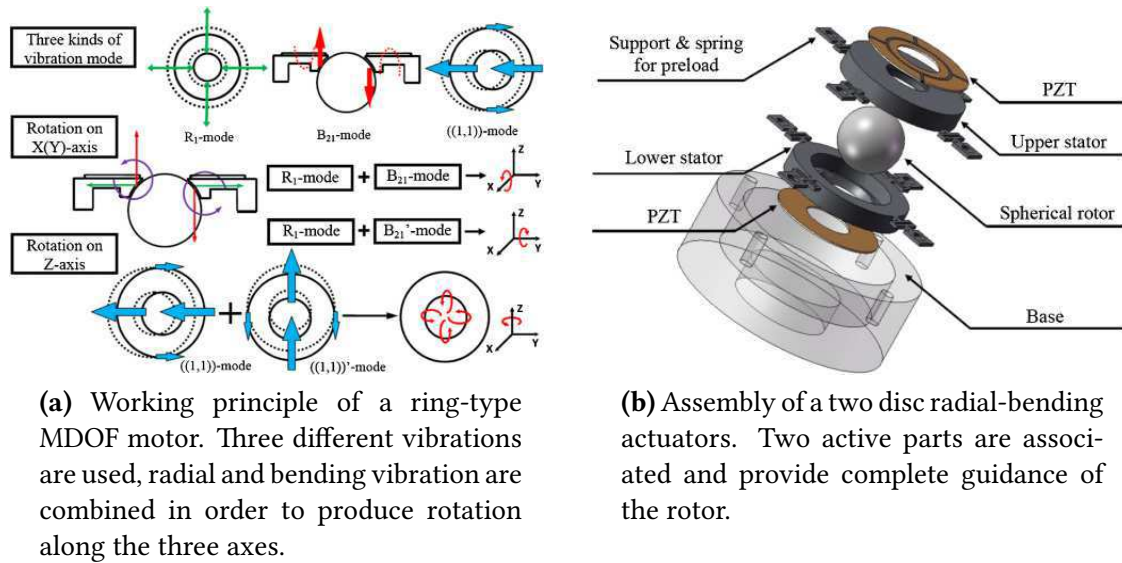 Three kinds of
vibration mode
R₁-mode
B₂₁-mode
((1,1))-mode
Rotation on
X(Y)-axis
R₁-mode + B₂₁-mode
Z
X
Y
R₁-mode + B₂₁'-mode
Z
X
Y
Rotation on
Z-axis
+
((1,1))-mode
((1,1))'-mode
Z
X
Y
Support & spring
for preload
PZT
Upper stator
Lower stator
Spherical rotor
PZT
Base
(a) Working principle of a ring-type
MDOF motor. Three different vibrations
are used, radial and bending vibration are
combined in order to produce rotation
along the three axes.
(b) Assembly of a two disc radial-bending
actuators. Two active parts are associ-
ated and provide complete guidance of
the rotor.